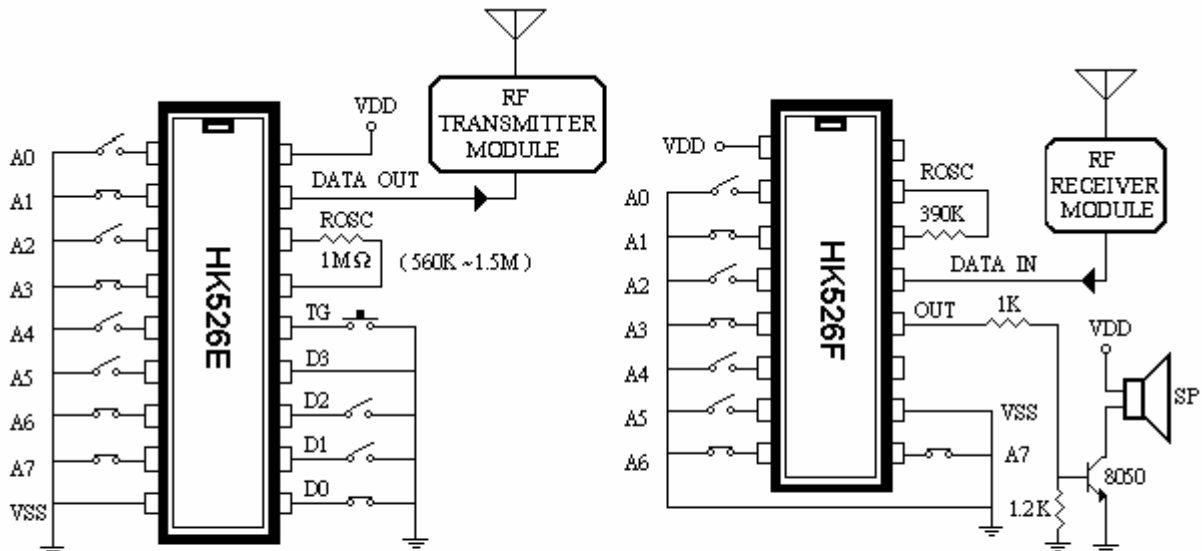 RF
TRANSMITTER
MODULE
VDD
A0
A1
A2
A3
A4
A5
A6
A7
VSS
HK526E
DATA OUT
ROSC
1MΩ (560K ~1.5M)
TG
D3
D2
D1
D0
RF
RECEIVER
MODULE
VDD
A0
A1
A2
A3
A4
A5
A6
HK526F
ROSC
390K
DATA IN
OUT
1K
VDD
SP
VSS
A7
8050
1.2K